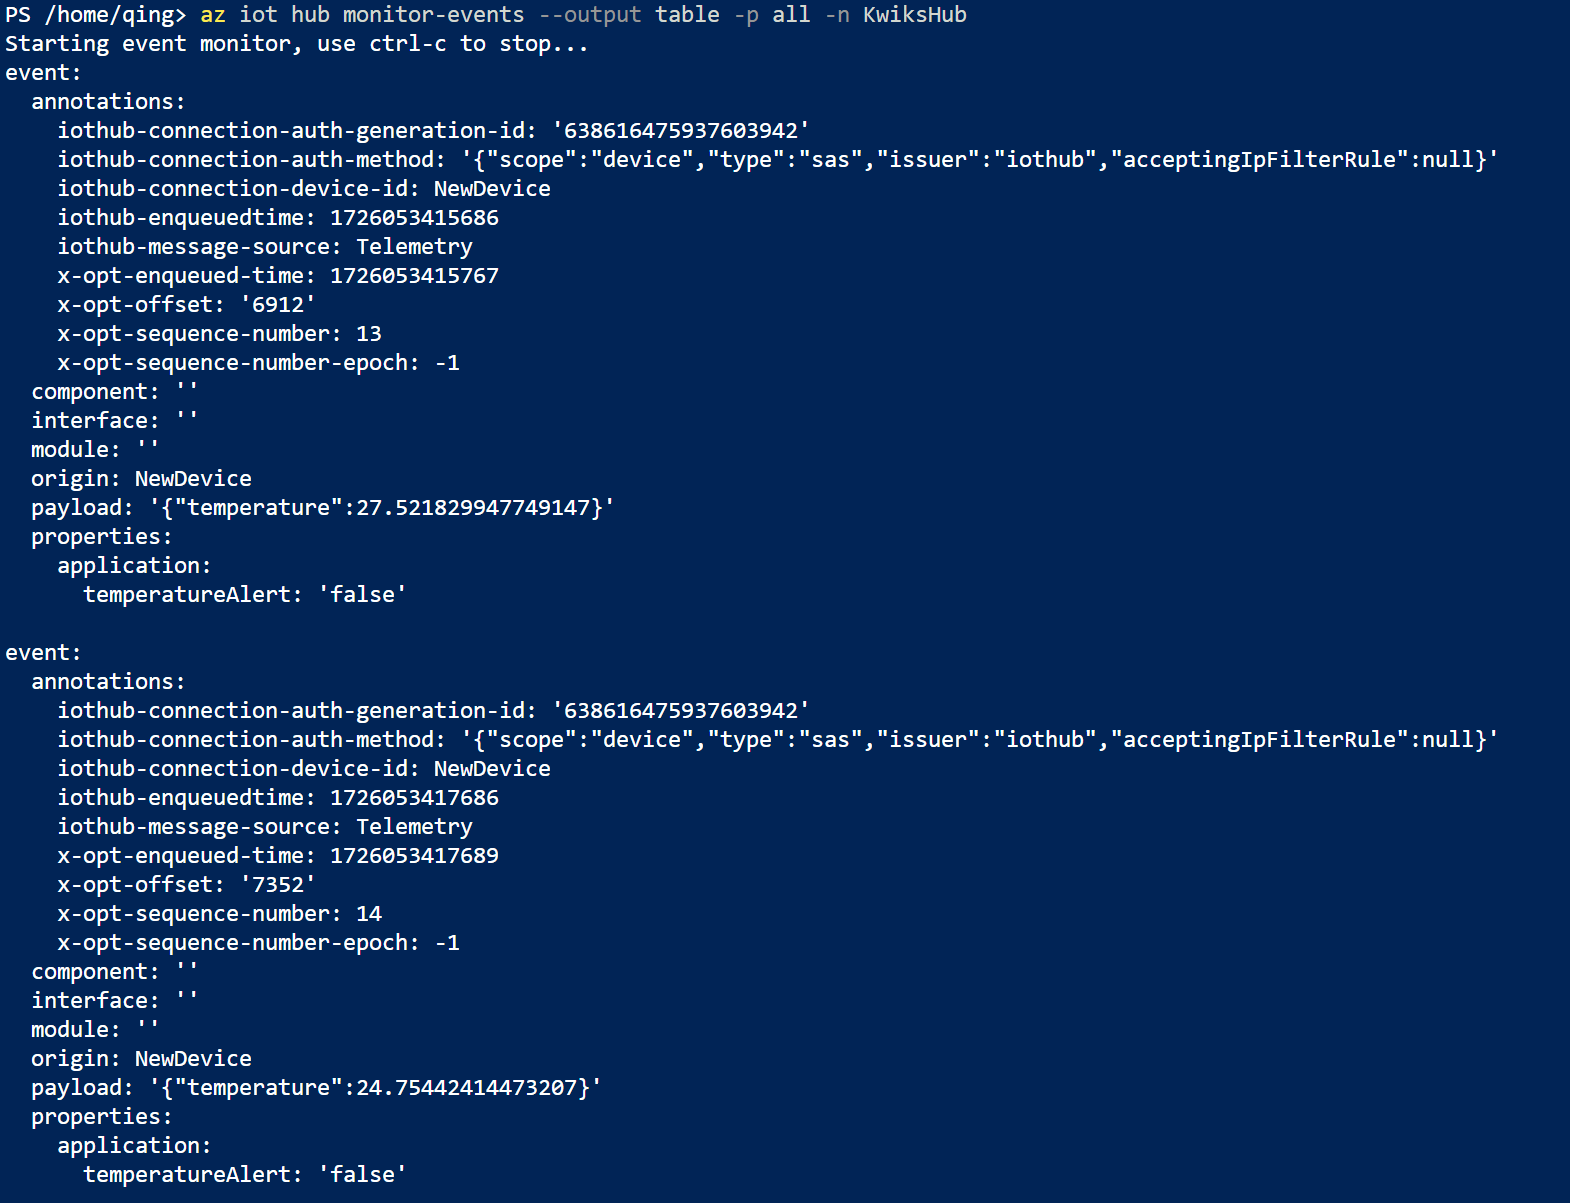 PS /home/qing> az iot hub monitor-events --output table -p all -n KwiksHub
Starting event monitor, use ctrl-c to stop...
event:
  annotations:
    iothub-connection-auth-generation-id: '638616475937603942'
    iothub-connection-auth-method: '{"scope":"device","type":"sas","issuer":"iothub","acceptingIpFilterRule":null}'
    iothub-connection-device-id: NewDevice
    iothub-enqueuedtime: 1726053415686
    iothub-message-source: Telemetry
    x-opt-enqueued-time: 1726053415767
    x-opt-offset: '6912'
    x-opt-sequence-number: 13
    x-opt-sequence-number-epoch: -1
  component: ''
  interface: ''
  module: ''
  origin: NewDevice
  payload: '{"temperature":27.521829947749147}'
  properties:
    application:
      temperatureAlert: 'false'

event:
  annotations:
    iothub-connection-auth-generation-id: '638616475937603942'
    iothub-connection-auth-method: '{"scope":"device","type":"sas","issuer":"iothub","acceptingIpFilterRule":null}'
    iothub-connection-device-id: NewDevice
    iothub-enqueuedtime: 1726053417686
    iothub-message-source: Telemetry
    x-opt-enqueued-time: 1726053417689
    x-opt-offset: '7352'
    x-opt-sequence-number: 14
    x-opt-sequence-number-epoch: -1
  component: ''
  interface: ''
  module: ''
  origin: NewDevice
  payload: '{"temperature":24.75442414473207}'
  properties:
    application:
      temperatureAlert: 'false'